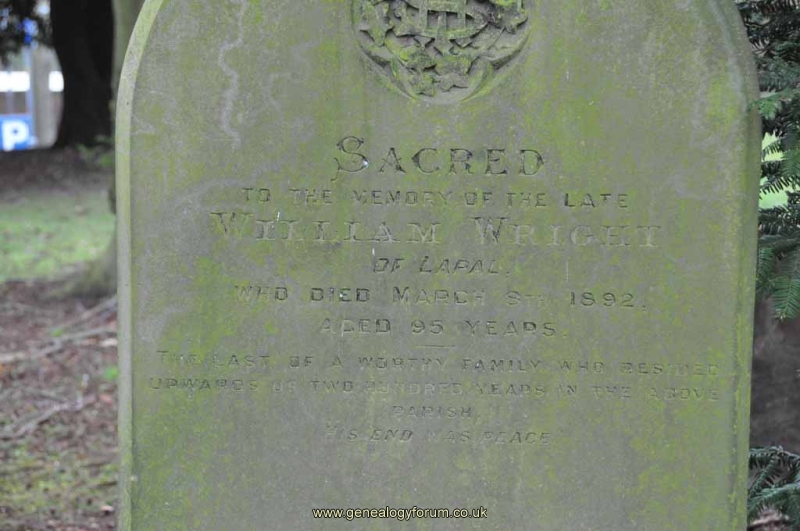 P
SACRED
TO THE MEMORY OF THE LATE
WILLIAM WRIGHT
OF LAPAL.
WHO DIED MARCH 8TH 1892.
AGED 95 YEARS.
THE LAST OF A WORTHY FAMILY WHO RESIDED
UPWARDS OF TWO HUNDRED YEARS IN THE ABOVE
PARISH.
"HIS END WAS PEACE"
www.genealogyforum.co.uk